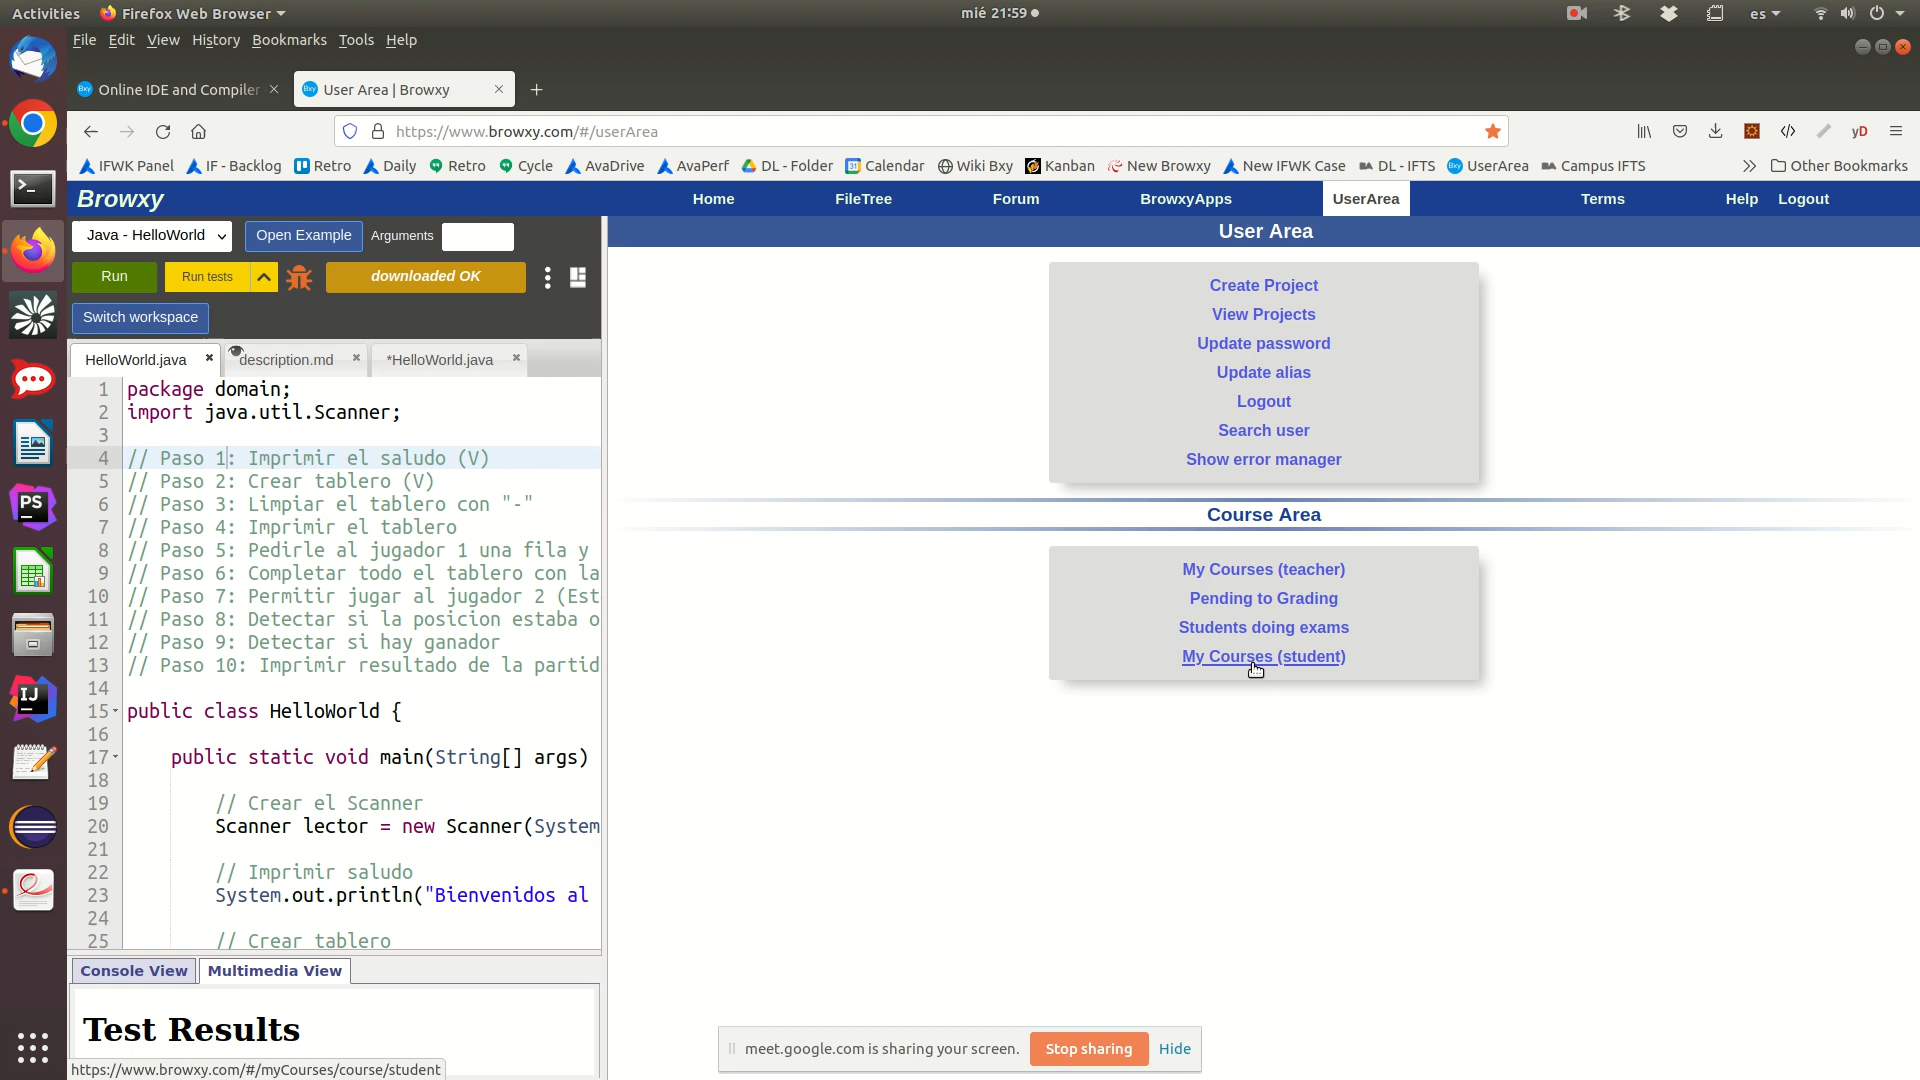 Activities
Firefox Web Browser
mié 21:59
es
File Edit View History Bookmarks Tools Help
Bxy Online IDE and Compiler
Bxy User Area | Browxy
https://www.browxy.com/#/userArea
yD
IFWK Panel IF - Backlog Retro Daily Retro Cycle AvaDrive AvaPerf DL - Folder Calendar Wiki Bxy Kanban New Browxy New IFWK Case DL - IFTS UserArea Campus IFTS Other Bookmarks
Browxy
Home FileTree Forum BrowxyApps UserArea Terms Help Logout
Java - HelloWorld
Open Example
Arguments
Run
Run tests
downloaded OK
Switch workspace
HelloWorld.java
description.md
*HelloWorld.java
1 package domain;
2 import java.util.Scanner;
3
4 // Paso 1: Imprimir el saludo (V)
5 // Paso 2: Crear tablero (V)
6 // Paso 3: Limpiar el tablero con "-"
7 // Paso 4: Imprimir el tablero
8 // Paso 5: Pedirle al jugador 1 una fila y
9 // Paso 6: Completar todo el tablero con la
10 // Paso 7: Permitir jugar al jugador 2 (Est
11 // Paso 8: Detectar si la posicion estaba o
12 // Paso 9: Detectar si hay ganador
13 // Paso 10: Imprimir resultado de la partid
14
15 public class HelloWorld {
16
17 public static void main(String[] args)
18
19 // Crear el Scanner
20 Scanner lector = new Scanner(System
21
22 // Imprimir saludo
23 System.out.println("Bienvenidos al
24
25 // Crear tablero
Console View
Multimedia View
Test Results
https://www.browxy.com/#/myCourses/course/student
User Area
Create Project
View Projects
Update password
Update alias
Logout
Search user
Show error manager
Course Area
My Courses (teacher)
Pending to Grading
Students doing exams
My Courses (student)
meet.google.com is sharing your screen.
Stop sharing
Hide
PS
IJ